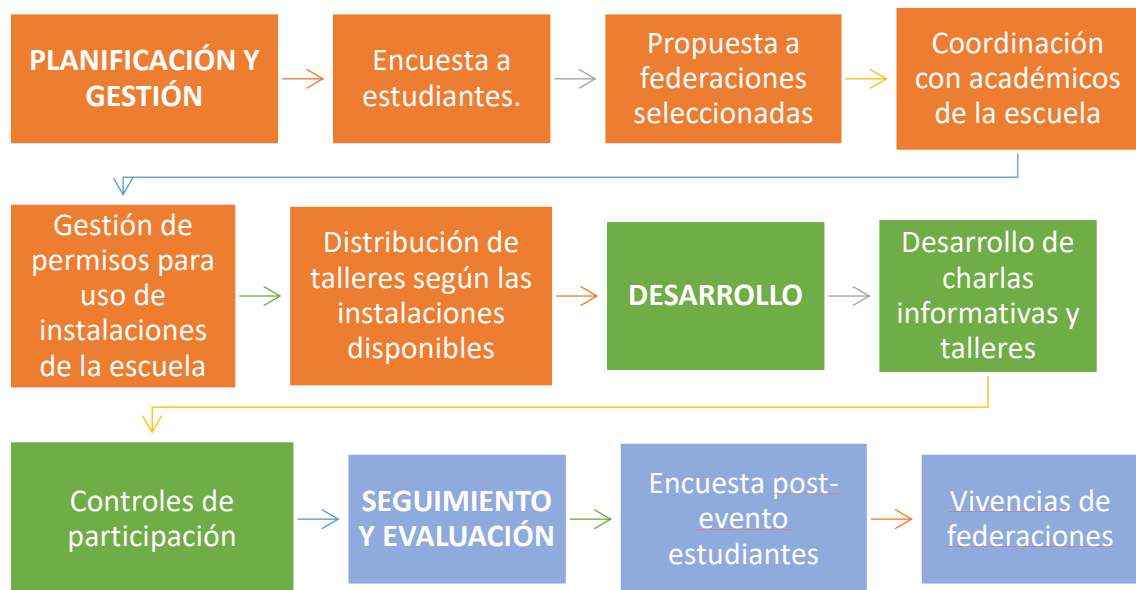 PLANIFICACIÓN Y
GESTIÓN
Encuesta a
estudiantes.
Propuesta a
federaciones
seleccionadas
Coordinación
con académicos
de la escuela
Gestión de
permisos para
uso de
instalaciones
de la escuela
Distribución de
talleres según las
instalaciones
disponibles
DESARROLLO
Desarrollo de
charlas
informativas y
talleres
Controles de
participación
SEGUIMIENTO
Y EVALUACIÓN
Encuesta post-
evento
estudiantes
Vivencias de
federaciones